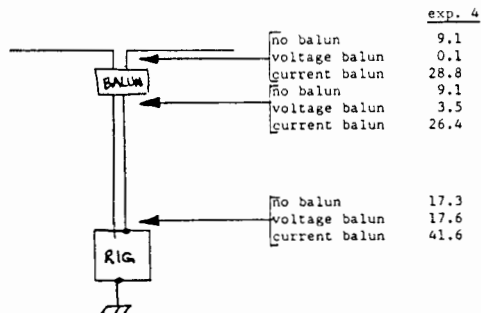 exp. 4
no balun 9.1
voltage balun 0.1
current balun 28.8
BALUN
no balun 9.1
voltage balun 3.5
current balun 26.4
no balun 17.3
voltage balun 17.6
current balun 41.6
RIG